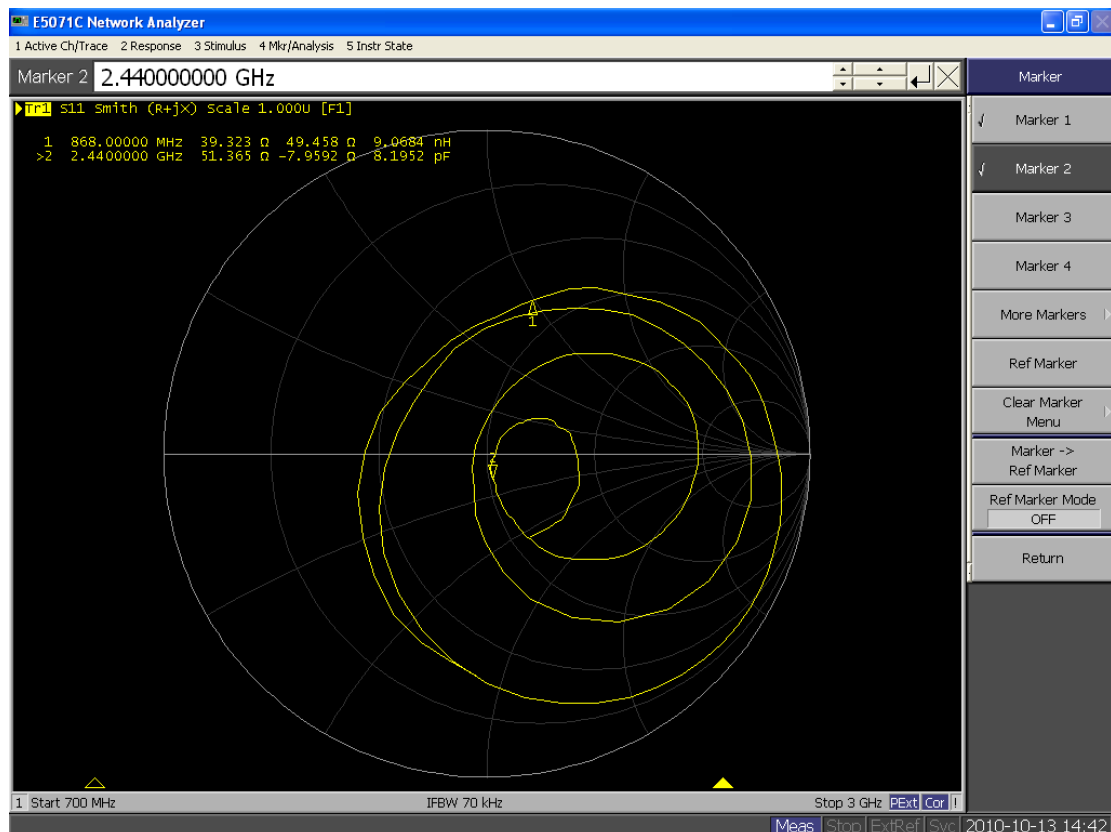 E5071C Network Analyzer
1 Active Ch/Trace 2 Response 3 Stimulus 4 Mkr/Analysis 5 Instr State
Marker 2 2.440000000 GHz
Tr1 S11 Smith (R+jX) Scale 1.000U [F1]
1 868.00000 MHz 39.323 Ω 49.458 Ω 9.0684 nH
>2 2.4400000 GHz 51.365 Ω -7.9592 Ω 8.1952 pF
1
2
Marker
√ Marker 1
√ Marker 2
Marker 3
Marker 4
More Markers
Ref Marker
Clear Marker
Menu
Marker ->
Ref Marker
Ref Marker Mode
OFF
Return
1 Start 700 MHz IFBW 70 kHz Stop 3 GHz PExt Cor !
Meas Stop ExtRef Svc 2010-10-13 14:42